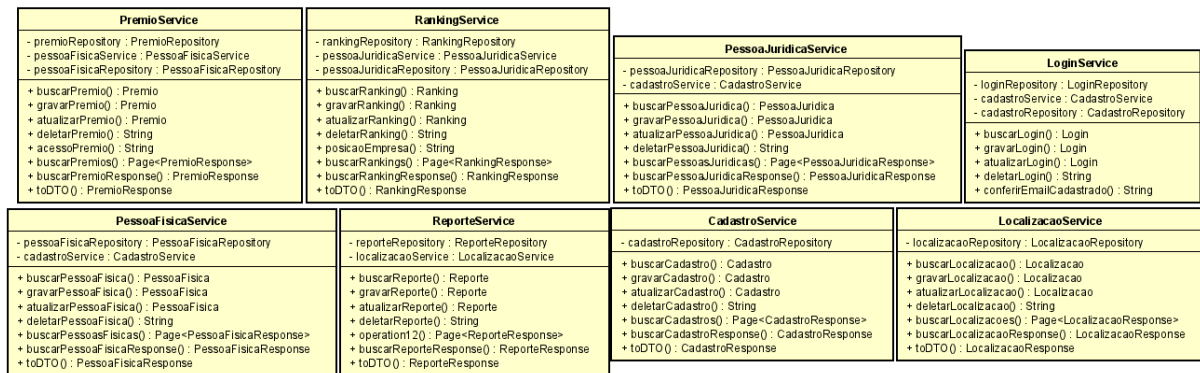 PremioService
- premioRepository : PremioRepository
- pessoaFisicaService : PessoaFisicaService
- pessoaFisicaRepository : PessoaFisicaRepository
+ buscarPremio() : Premio
+ gravarPremio() : Premio
+ atualizarPremio() : Premio
+ deletarPremio() : String
+ acessoPremio() : String
+ buscarPremios() : Page<PremioResponse>
+ buscarPremioResponse() : PremioResponse
+ toDTO() : PremioResponse
RankingService
- rankingRepository : RankingRepository
- pessoaJuridicaService : PessoaJuridicaService
- pessoaJuridicaRepository : PessoaJuridicaRepository
+ buscarRanking() : Ranking
+ gravarRanking() : Ranking
+ atualizarRanking() : Ranking
+ deletarRanking() : String
+ posicaoEmpresa() : String
+ buscarRankings() : Page<RankingResponse>
+ buscarRankingResponse() : RankingResponse
+ toDTO() : RankingResponse
PessoaJuridicaService
- pessoaJuridicaRepository : PessoaJuridicaRepository
- cadastroService : CadastroService
+ buscarPessoaJuridica() : PessoaJuridica
+ gravarPessoaJuridica() : PessoaJuridica
+ atualizarPessoaJuridica() : PessoaJuridica
+ deletarPessoaJuridica() : String
+ buscarPessoasJuridicas() : Page<PessoaJuridicaResponse>
+ buscarPessoaJuridicaResponse() : PessoaJuridicaResponse
+ toDTO() : PessoaJuridicaResponse
LoginService
- loginRepository : LoginRepository
- cadastroService : CadastroService
- cadastroRepository : CadastroRepository
+ buscarLogin() : Login
+ gravarLogin() : Login
+ atualizarLogin() : Login
+ deletarLogin() : String
+ conferirEmailCadastrado() : String
PessoaFisicaService
- pessoaFisicaRepository : PessoaFisicaRepository
- cadastroService : CadastroService
+ buscarPessoaFisica() : PessoaFisica
+ gravarPessoaFisica() : PessoaFisica
+ atualizarPessoaFisica() : PessoaFisica
+ deletarPessoaFisica() : String
+ buscarPessoasFisicas() : Page<PessoaFisicaResponse>
+ buscarPessoaFisicaResponse() : PessoaFisicaResponse
+ toDTO() : PessoaFisicaResponse
ReporteService
- reporteRepository : ReporteRepository
- localizacaoService : LocalizacaoService
+ buscarReporte() : Reporte
+ gravarReporte() : Reporte
+ atualizarReporte() : Reporte
+ deletarReporte() : String
+ operation12() : Page<ReporteResponse>
+ buscarReporteResponse() : ReporteResponse
+ toDTO() : ReporteResponse
CadastroService
- cadastroRepository : CadastroRepository
+ buscarCadastro() : Cadastro
+ gravarCadastro() : Cadastro
+ atualizarCadastro() : Cadastro
+ deletarCadastro() : String
+ buscarCadastros() : Page<CadastroResponse>
+ buscarCadastroResponse() : CadastroResponse
+ toDTO() : CadastroResponse
LocalizacaoService
- localizacaoRepository : LocalizacaoRepository
+ buscarLocalizacao() : Localizacao
+ gravarLocalizacao() : Localizacao
+ atualizarLocalizacao() : Localizacao
+ deletarLocalizacao() : String
+ buscarLocalizacoes() : Page<LocalizacaoResponse>
+ buscarLocalizacaoResponse() : LocalizacaoResponse
+ toDTO() : LocalizacaoResponse